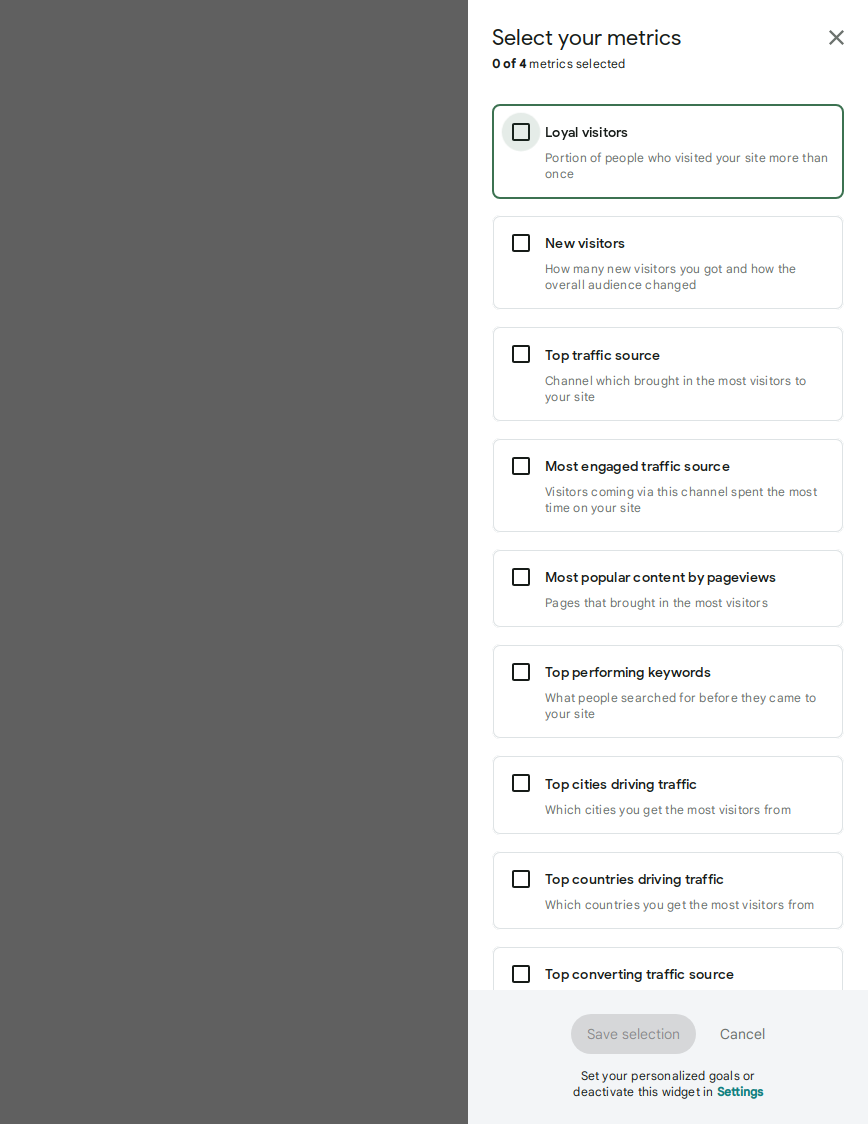 Select your metrics
0 of 4 metrics selected
Loyal visitors
Portion of people who visited your site more than
once
New visitors
How many new visitors you got and how the
overall audience changed
Top traffic source
Channel which brought in the most visitors to
your site
Most engaged traffic source
Visitors coming via this channel spent the most
time on your site
Most popular content by pageviews
Pages that brought in the most visitors
Top performing keywords
What people searched for before they came to
your site
Top cities driving traffic
Which cities you get the most visitors from
Top countries driving traffic
Which countries you get the most visitors from
Top converting traffic source
Save selection Cancel
Set your personalized goals or
deactivate this widget in Settings